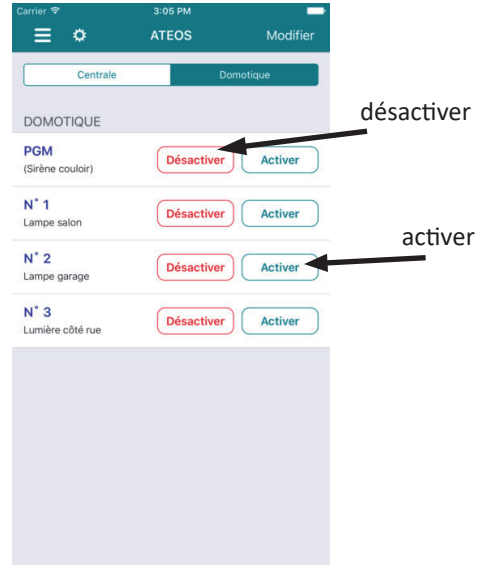 Carrier 3:05 PM
ATEOS Modifier
Centrale Domotique
DOMOTIQUE
désactiver
PGM
(Sirène couloir)
Désactiver Activer
N° 1
Lampe salon
Désactiver Activer
activer
N° 2
Lampe garage
Désactiver Activer
N° 3
Lumière côté rue
Désactiver Activer